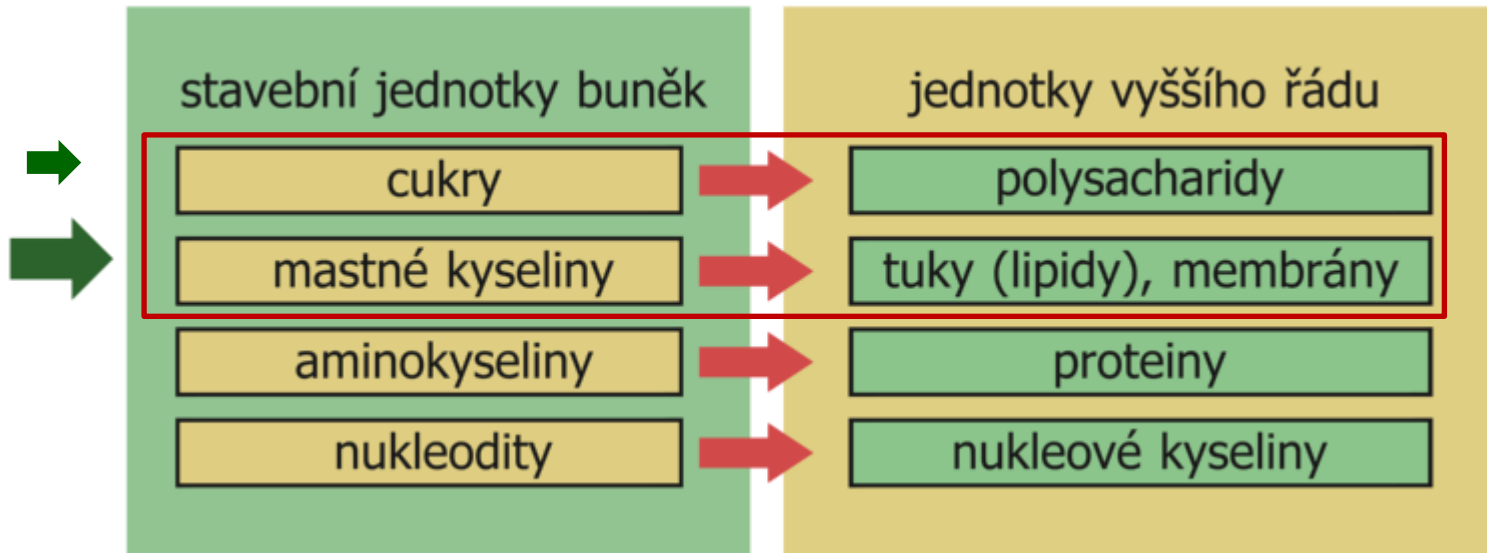 stavební jednotky buněk
jednotky vyššího řádu
cukry
polysacharidy
mastné kyseliny
tuky (lipidy), membrány
aminokyseliny
proteiny
nukleodity
nukleové kyseliny